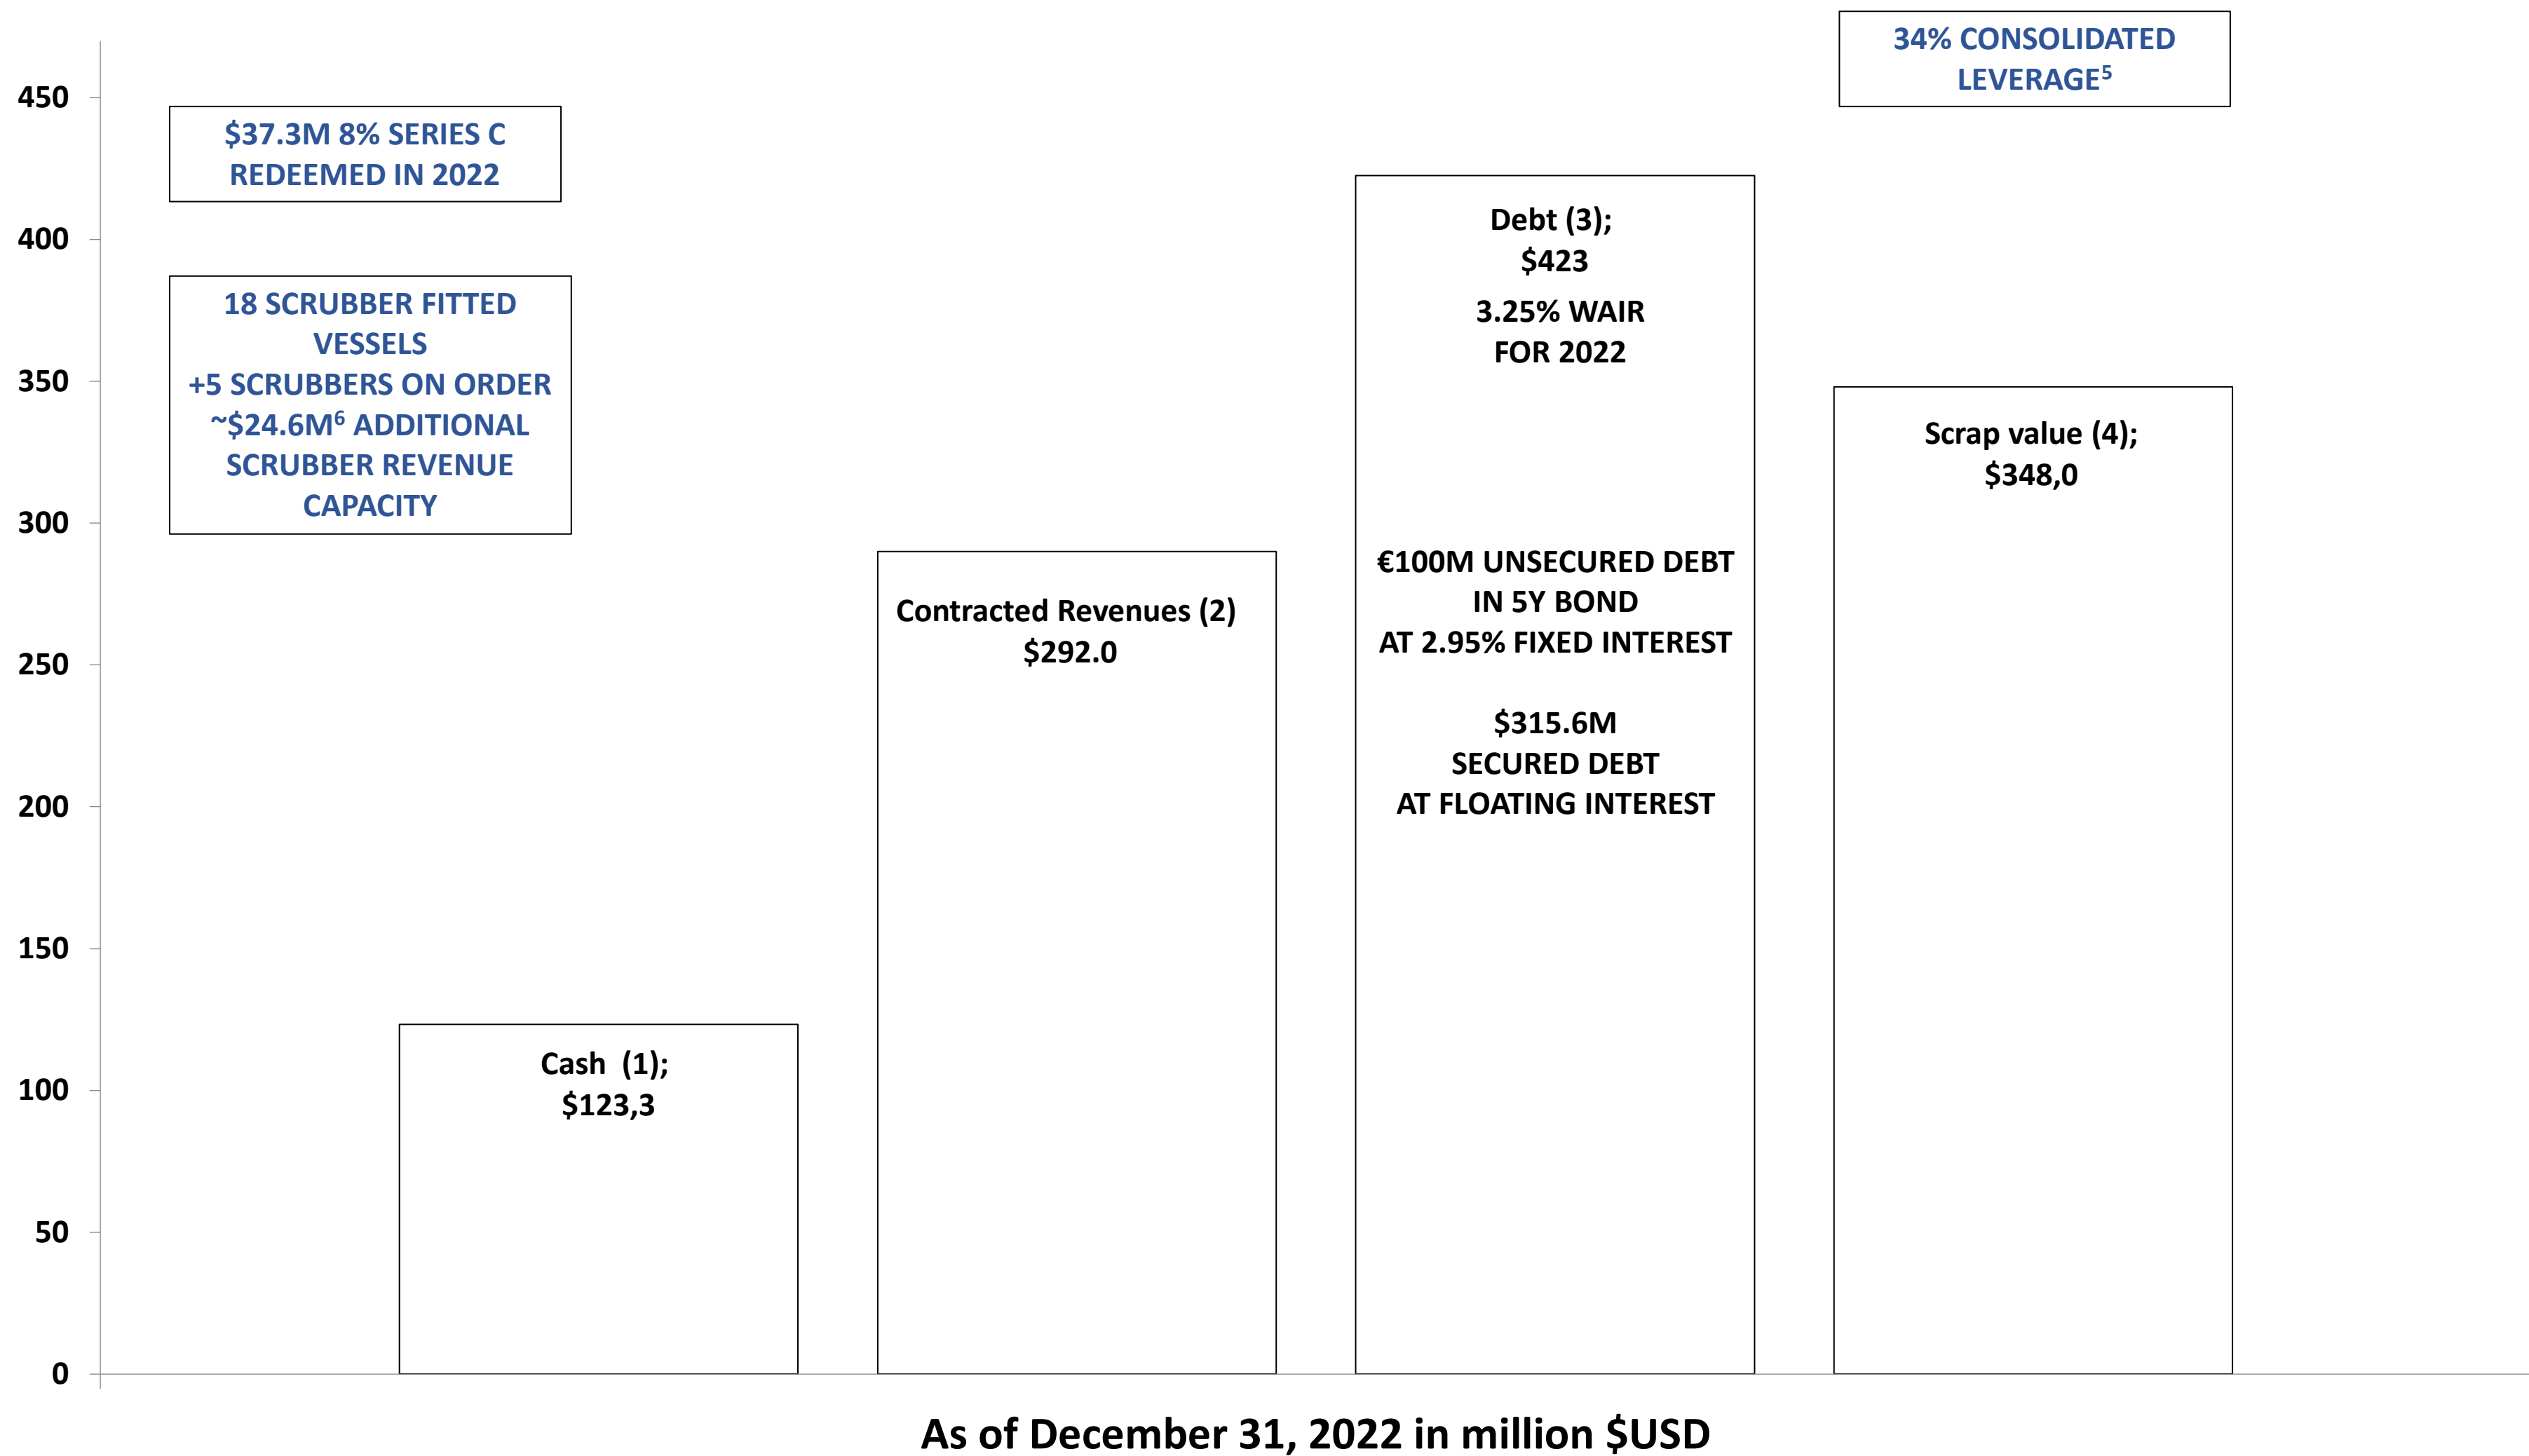 34% CONSOLIDATED
LEVERAGE5
450
$37.3M 8% SERIES C
REDEEMED IN 2022
400
18 SCRUBBER FITTED
VESSELS
+5 SCRUBBERS ON ORDER
~$24.6M6 ADDITIONAL
SCRUBBER REVENUE
CAPACITY
350
300
250
200
150
100
50
0
Cash (1);
$123,3
Contracted Revenues (2)
$292.0
Debt (3);
$423
3.25% WAIR
FOR 2022
€100M UNSECURED DEBT
IN 5Y BOND
AT 2.95% FIXED INTEREST
$315.6M
SECURED DEBT
AT FLOATING INTEREST
Scrap value (4);
$348,0
As of December 31, 2022 in million $USD